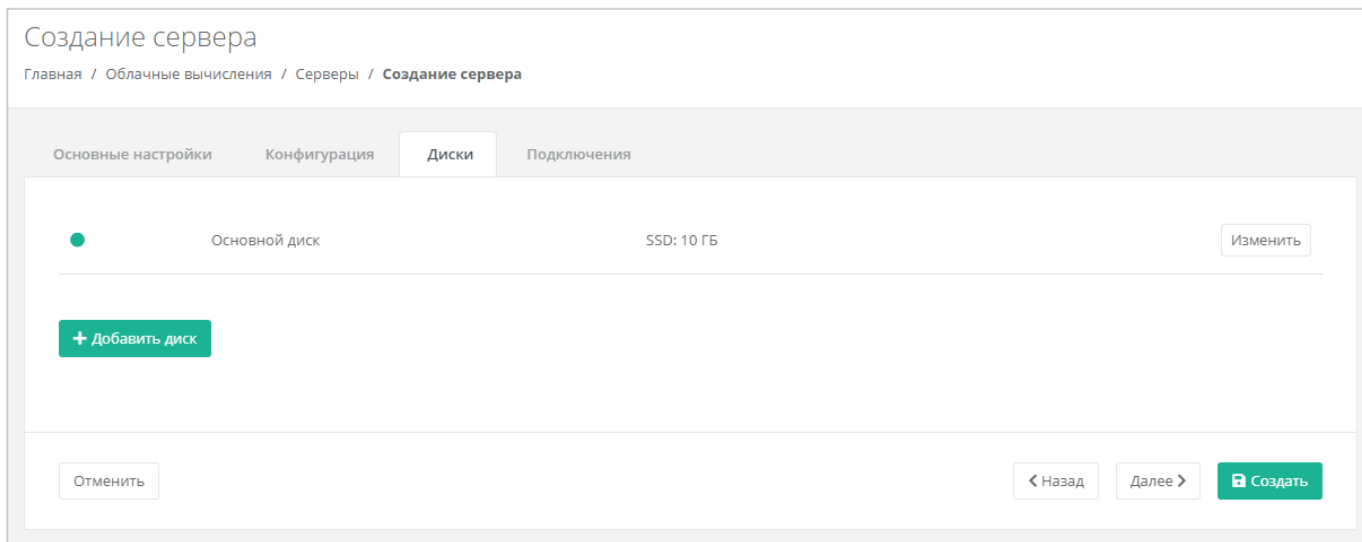 Создание сервера
Главная / Облачные вычисления / Серверы / Создание сервера
Основные настройки Конфигурация Диски Подключения
Основной диск SSD: 10 ГБ Изменить
Добавить диск
Отменить Назад Далее Создать